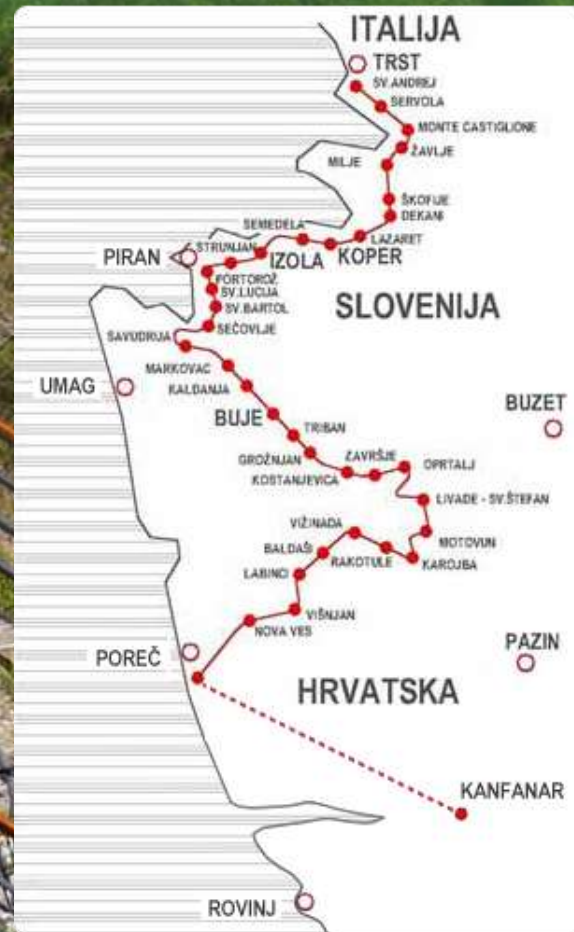 ITALIJA
TRST
SV.ANDREJ
SERVOLA
MONTE CASTIGLIONE
ŽAVLJE
MILJE
ŠKOFIJE
DEKANI
SEMEDELA
LAZARET
STRUNJAN
PIRAN
IZOLA
KOPER
PORTOROŽ
SV.LUCIJA
SV.BARTOL
SLOVENIJA
SEČOVLJE
SAVUDRIJA
MARKOVAC
UMAG
KALDANJA
BUZET
BUJE
TRIBAN
GROŽNJAN
ZAVRŠJE
OPRTALJ
KOSTANJEVICA
LIVADE - SV.ŠTEFAN
VIŽINADA
MOTOVUN
BALDAŠI
RAKOTULE
KAROJBA
LABINCI
VIŠNJAN
NOVA VES
POREČ
PAZIN
HRVATSKA
KANFANAR
ROVINJ